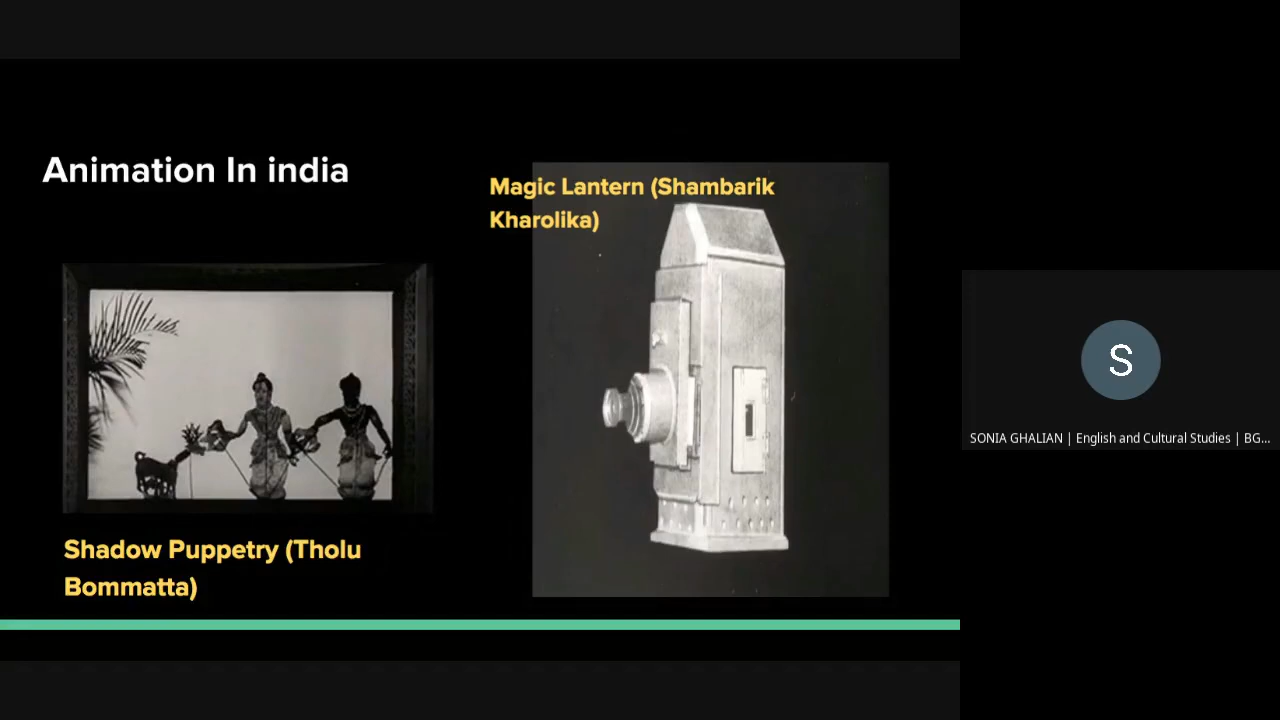 Animation In india
Magic Lantern (Shambarik
Kharolika)
Shadow Puppetry (Tholu
Bommatta)
S
SONIA GHALIAN | English and Cultural Studies | BG...